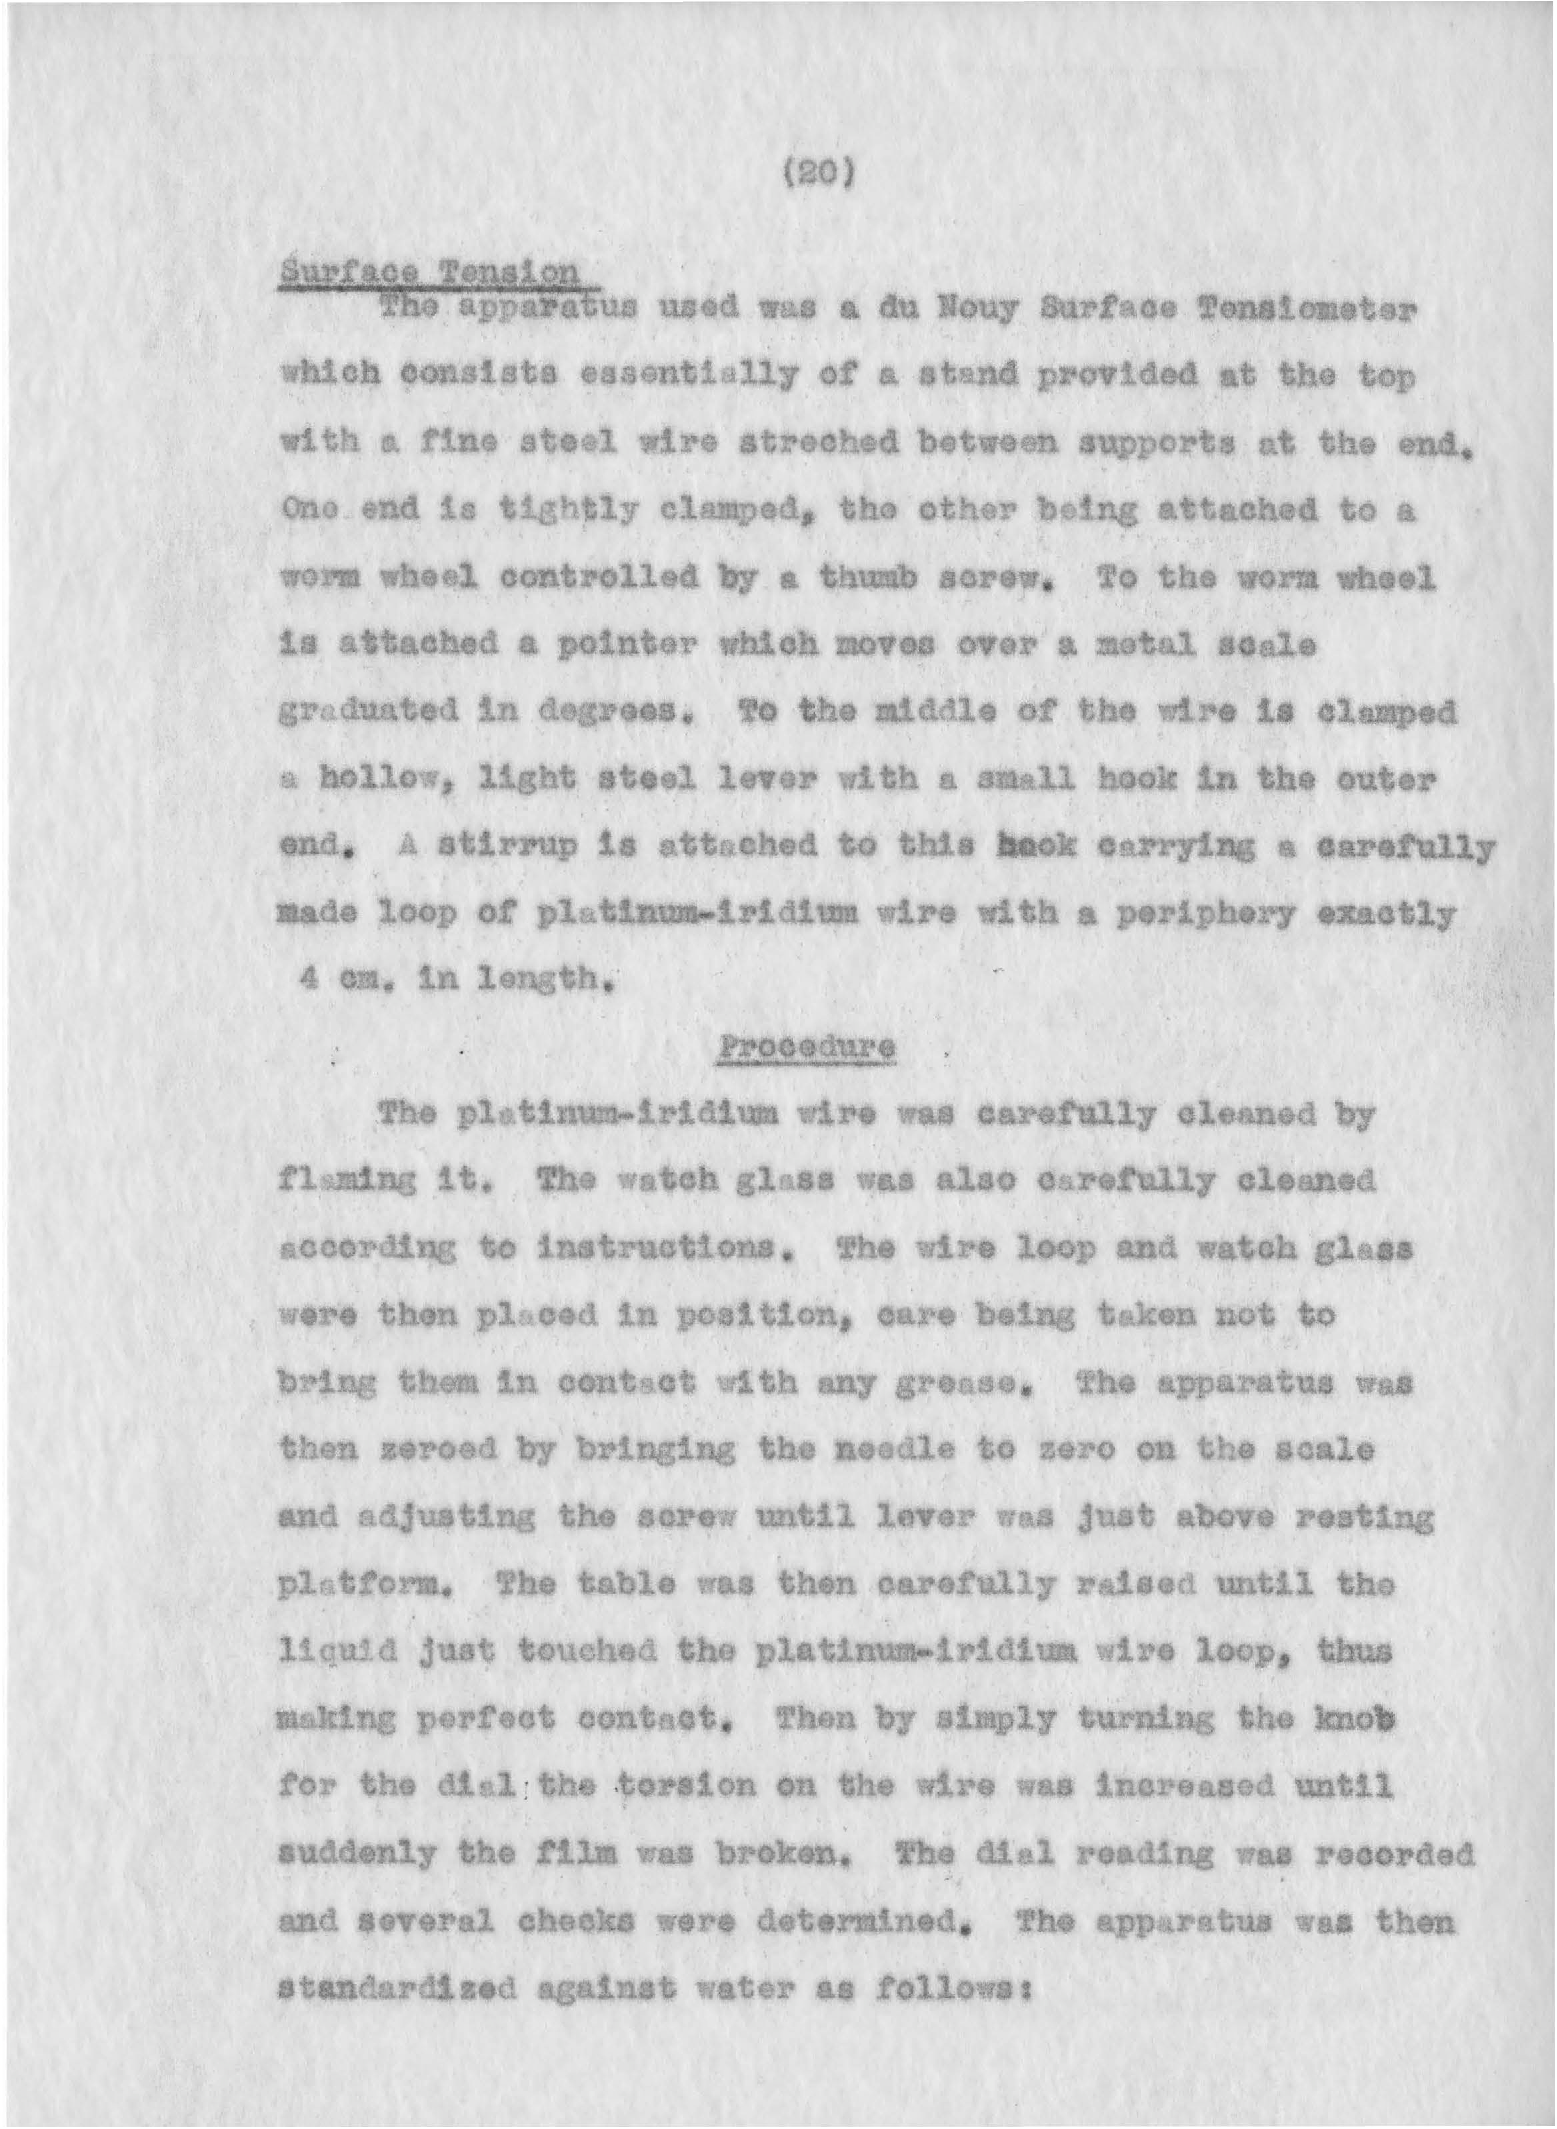 (20)
Surface Tension
The apparatus used was a du Nouy Surface Tensiometer
which consists essentially of a stand provided at the top
with a fine steel wire streched between supports at the end.
One end is tightly clamped, the other being attached to a
worm wheel controlled by a thumb screw. To the worm wheel
is attached a pointer which moves over a metal scale
graduated in degrees. To the middle of the wire is clamped
a hollow, light steel lever with a small hook in the outer
end. A stirrup is attached to this hook carrying a carefully
made loop of platinum-iridium wire with a periphery exactly
4 cm. in length.
Procedure
The platinum-iridium wire was carefully cleaned by
flaming it. The watch glass was also carefully cleaned
according to instructions. The wire loop and watch glass
were then placed in position, care being taken not to
bring them in contact with any grease. The apparatus was
then zeroed by bringing the needle to zero on the scale
and adjusting the screw until lever was just above resting
platform. The table was then carefully raised until the
liquid just touched the platinum-iridium wire loop, thus
making perfect contact. Then by simply turning the knob
for the dial the torsion on the wire was increased until
suddenly the film was broken. The dial reading was recorded
and several checks were determined. The apparatus was then
standardized against water as follows: